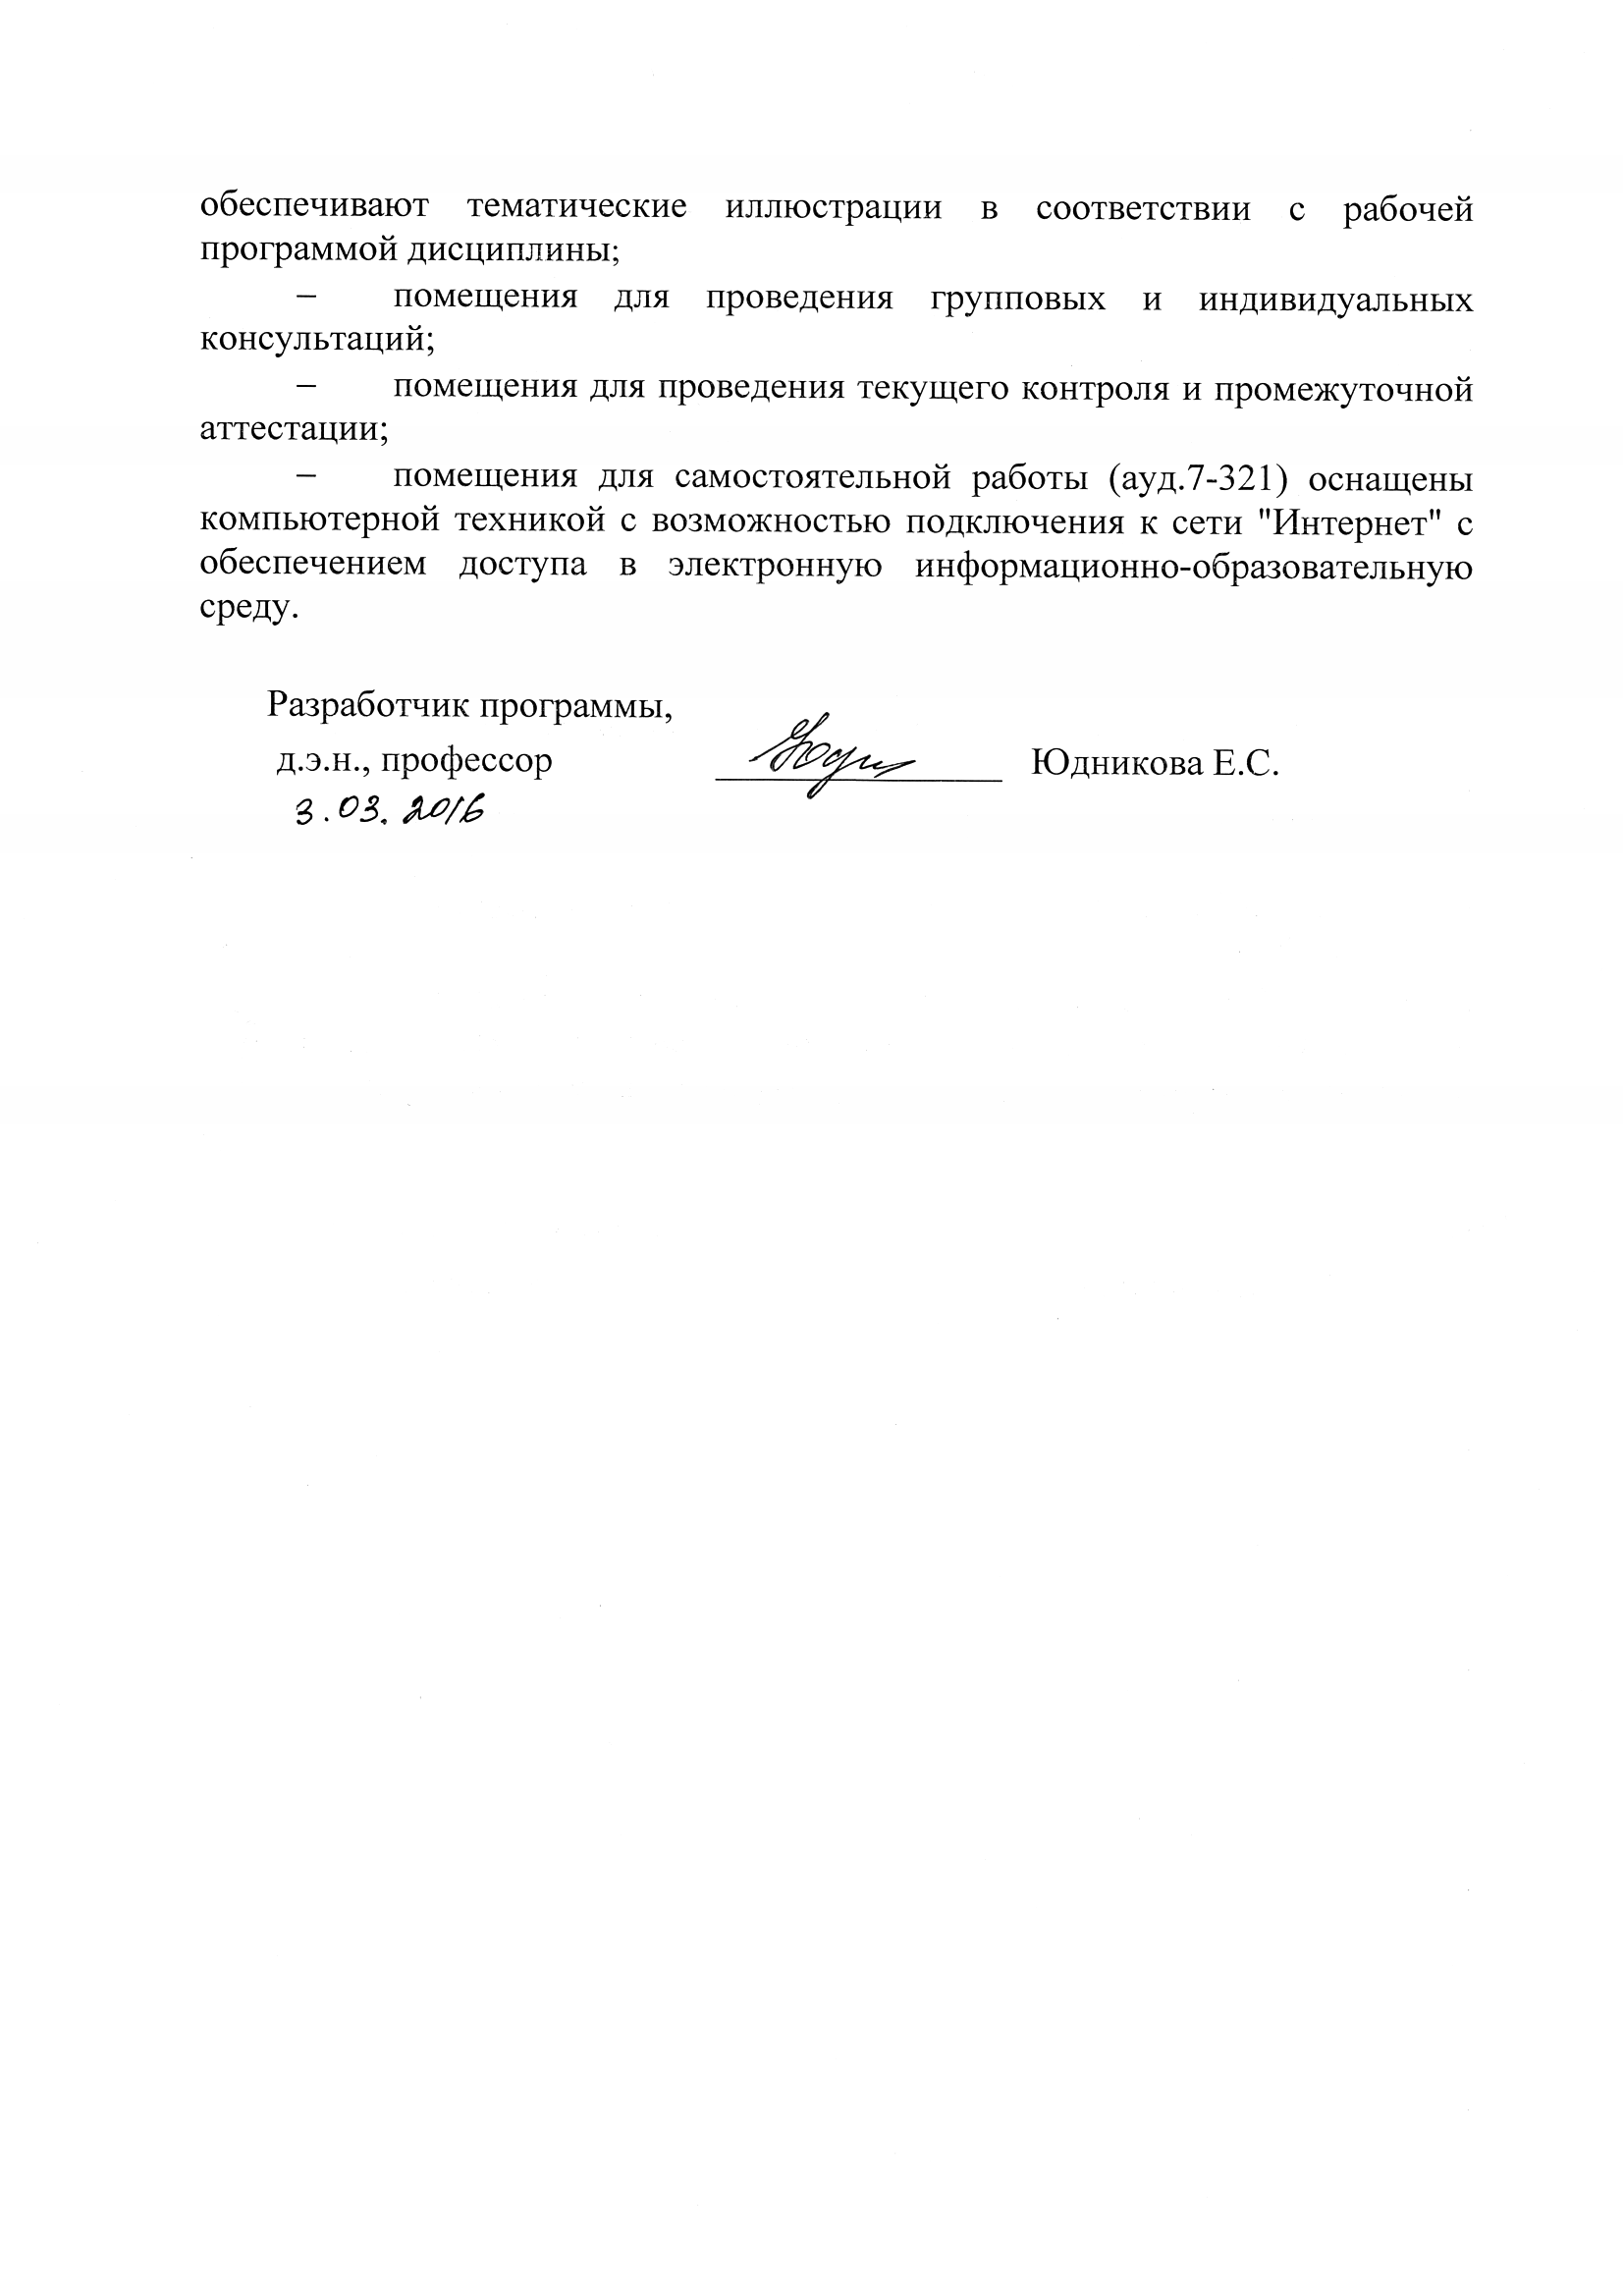 обеспечивают тематические иллюстрации в соответствии с рабочей
программой дисциплины;
– помещения для проведения групповых и индивидуальных
консультаций;
– помещения для проведения текущего контроля и промежуточной
аттестации;
– помещения для самостоятельной работы (ауд.7-321) оснащены
компьютерной техникой с возможностью подключения к сети "Интернет" с
обеспечением доступа в электронную информационно-образовательную
среду.
Разработчик программы,
д.э.н., профессор Юдникова Е.С.
3.03.2016